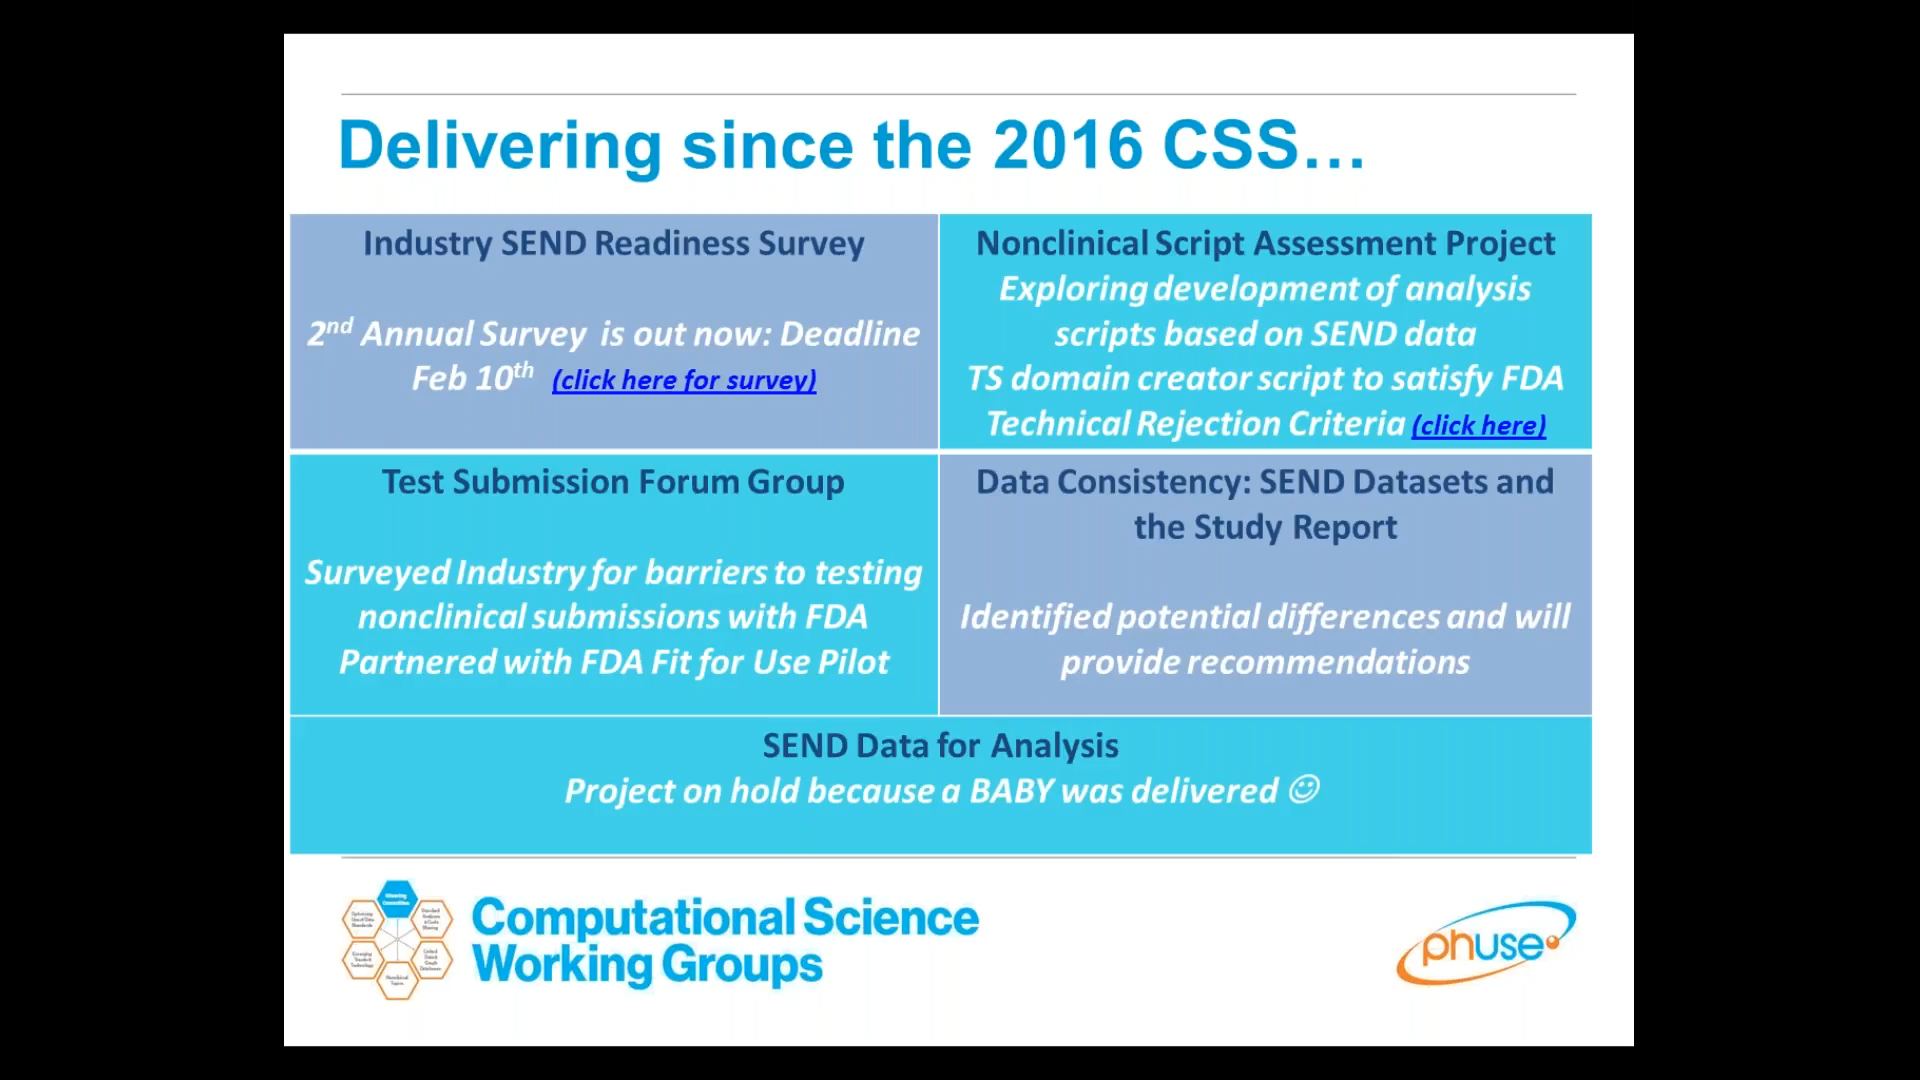 Delivering since the 2016 CSS…
Industry SEND Readiness Survey
2nd Annual Survey is out now: Deadline
Feb 10th (click here for survey)
Nonclinical Script Assessment Project
Exploring development of analysis
scripts based on SEND data
TS domain creator script to satisfy FDA
Technical Rejection Criteria (click here)
Test Submission Forum Group
Surveyed Industry for barriers to testing
nonclinical submissions with FDA
Partnered with FDA Fit for Use Pilot
Data Consistency: SEND Datasets and
the Study Report
Identified potential differences and will
provide recommendations
SEND Data for Analysis
Project on hold because a BABY was delivered ☺
Computational Science
Working Groups
phuse